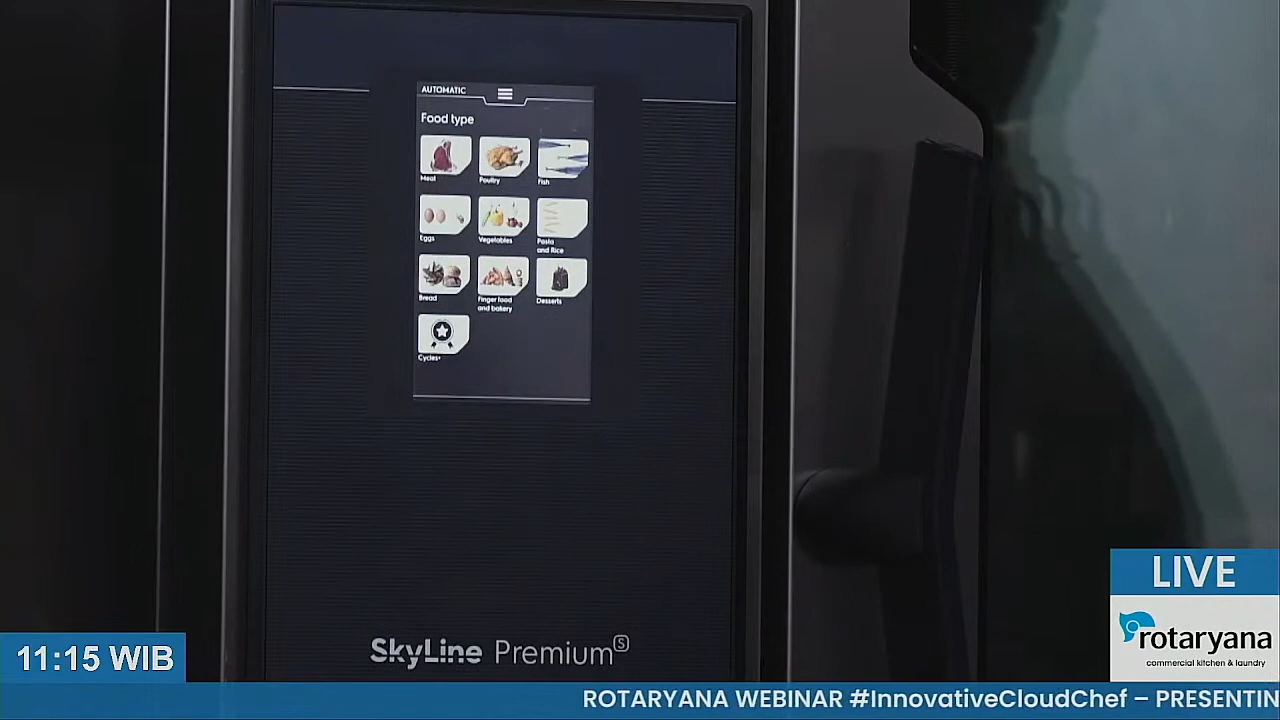 AUTOMATIC
Food type
Meat
Poultry
Fish
Eggs
Vegetables
Pasta
and Rice
Bread
Finger food
and bakery
Desserts
Cycles+
SkyLine Premium S
LIVE
rotaryana
commercial kitchen & laundry
11:15 WIB
ROTARYANA WEBINAR #InnovativeCloudChef – PRESENTIN